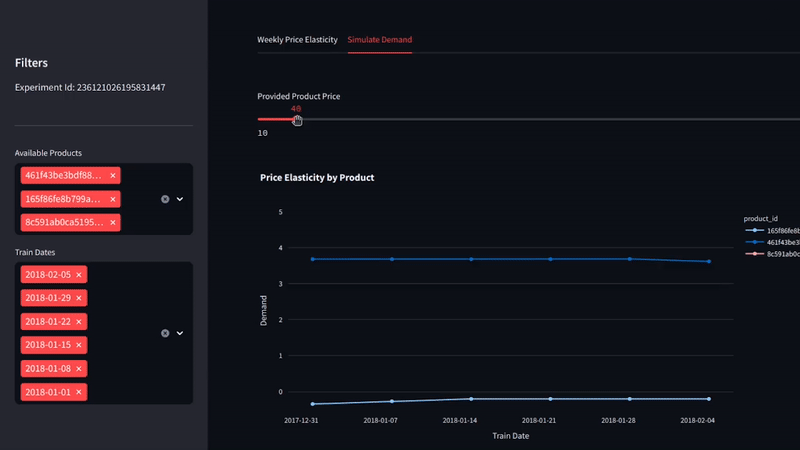 Filters
Experiment Id: 236121026195831447
Available Products
461f43be3bdf88...
165f86fe8b799a...
8c591ab0ca5195...
Train Dates
2018-02-05
2018-01-29
2018-01-22
2018-01-15
2018-01-08
2018-01-01
Weekly Price Elasticity
Simulate Demand
Provided Product Price
40
10
Price Elasticity by Product
5
4
3
2
1
0
Demand
2017-12-31
2018-01-07
2018-01-14
2018-01-21
2018-01-28
2018-02-04
Train Date
product_id
165f86fe8b
461f43be3
8c591ab0ca